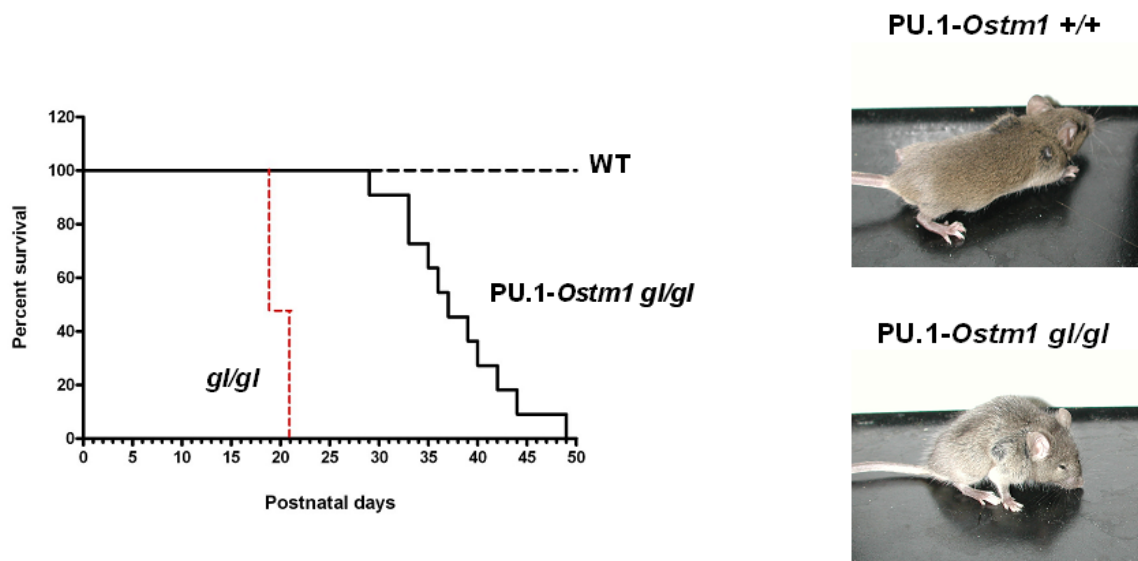 PU.1-Ostm1 +/+
120
100
80
60
40
20
0
Percent survival
WT
PU.1-Ostm1 gl/gl
gl/gl
0 5 10 15 20 25 30 35 40 45 50
Postnatal days
PU.1-Ostm1 gl/gl